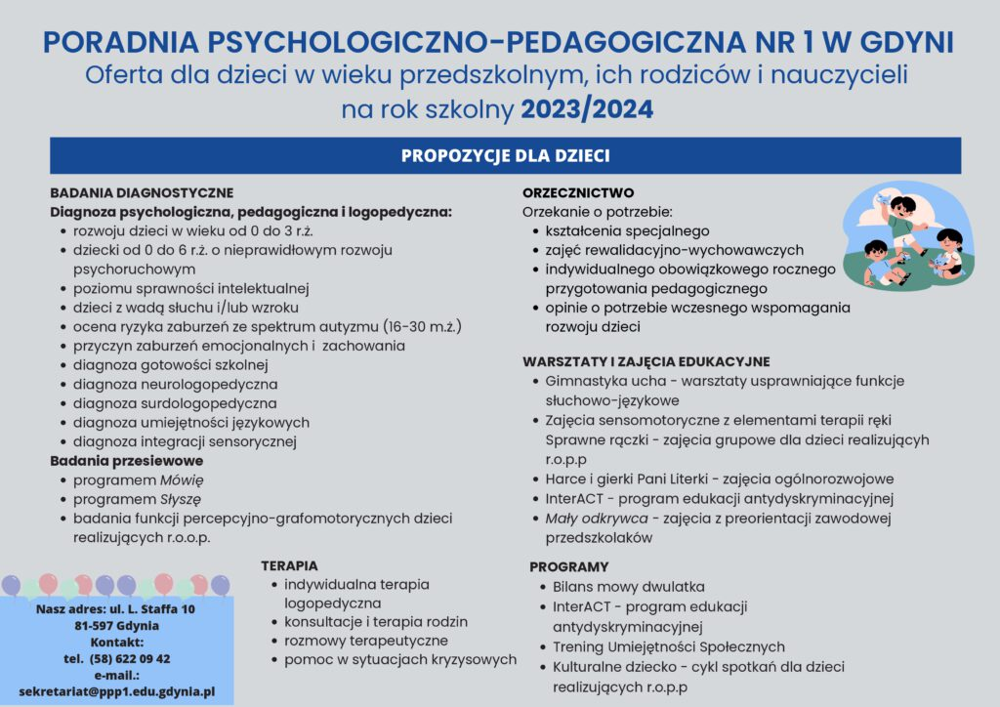 PORADNIA PSYCHOLOGICZNO-PEDAGOGICZNA NR 1 W GDYNI
Oferta dla dzieci w wieku przedszkolnym, ich rodziców i nauczycieli
na rok szkolny 2023/2024
PROPOZYCJE DLA DZIECI
BADANIA DIAGNOSTYCZNE
Diagnoza psychologiczna, pedagogiczna i logopedyczna:
• rozwoju dzieci w wieku od 0 do 3 r.ż.
• dziecki od 0 do 6 r.ż. o nieprawidłowym rozwoju
psychoruchowym
• poziomu sprawności intelektualnej
• dzieci z wadą słuchu i/lub wzroku
• ocena ryzyka zaburzeń ze spektrum autyzmu (16-30 m.ż.)
• przyczyn zaburzeń emocjonalnych i zachowania
• diagnoza gotowości szkolnej
• diagnoza neurologopedyczna
• diagnoza surdologopedyczna
• diagnoza umiejętności językowych
• diagnoza integracji sensorycznej
Badania przesiewowe
• programem Mówię
• programem Słyszę
• badania funkcji percepcyjno-grafomotorycznych dzieci
realizujących r.o.o.p.
ORZECZNICTWO
Orzekanie o potrzebie:
• kształcenia specjalnego
• zajęć rewalidacyjno-wychowawczych
• indywidualnego obowiązkowego rocznego
przygotowania pedagogicznego
• opinie o potrzebie wczesnego wspomagania
rozwoju dzieci
WARSZTATY I ZAJĘCIA EDUKACYJNE
• Gimnastyka ucha - warsztaty usprawniające funkcje
słuchowo-językowe
• Zajęcia sensomotoryczne z elementami terapii ręki
Sprawne rączki - zajęcia grupowe dla dzieci realizującyh
r.o.p.p
• Harce i gierki Pani Literki - zajęcia ogólnorozwojowe
• InterACT - program edukacji antydyskryminacyjnej
• Mały odkrywca - zajęcia z preorientacji zawodowej
przedszkolaków
TERAPIA
• indywidualna terapia
logopedyczna
• konsultacje i terapia rodzin
• rozmowy terapeutyczne
• pomoc w sytuacjach kryzysowych
PROGRAMY
• Bilans mowy dwulatka
• InterACT - program edukacji
antydyskryminacyjnej
• Trening Umiejętności Społecznych
• Kulturalne dziecko - cykl spotkań dla dzieci
realizujących r.o.p.p
Nasz adres: ul. L. Staffa 10
81-597 Gdynia
Kontakt:
tel. (58) 622 09 42
e-mail.:
sekretariat@ppp1.edu.gdynia.pl